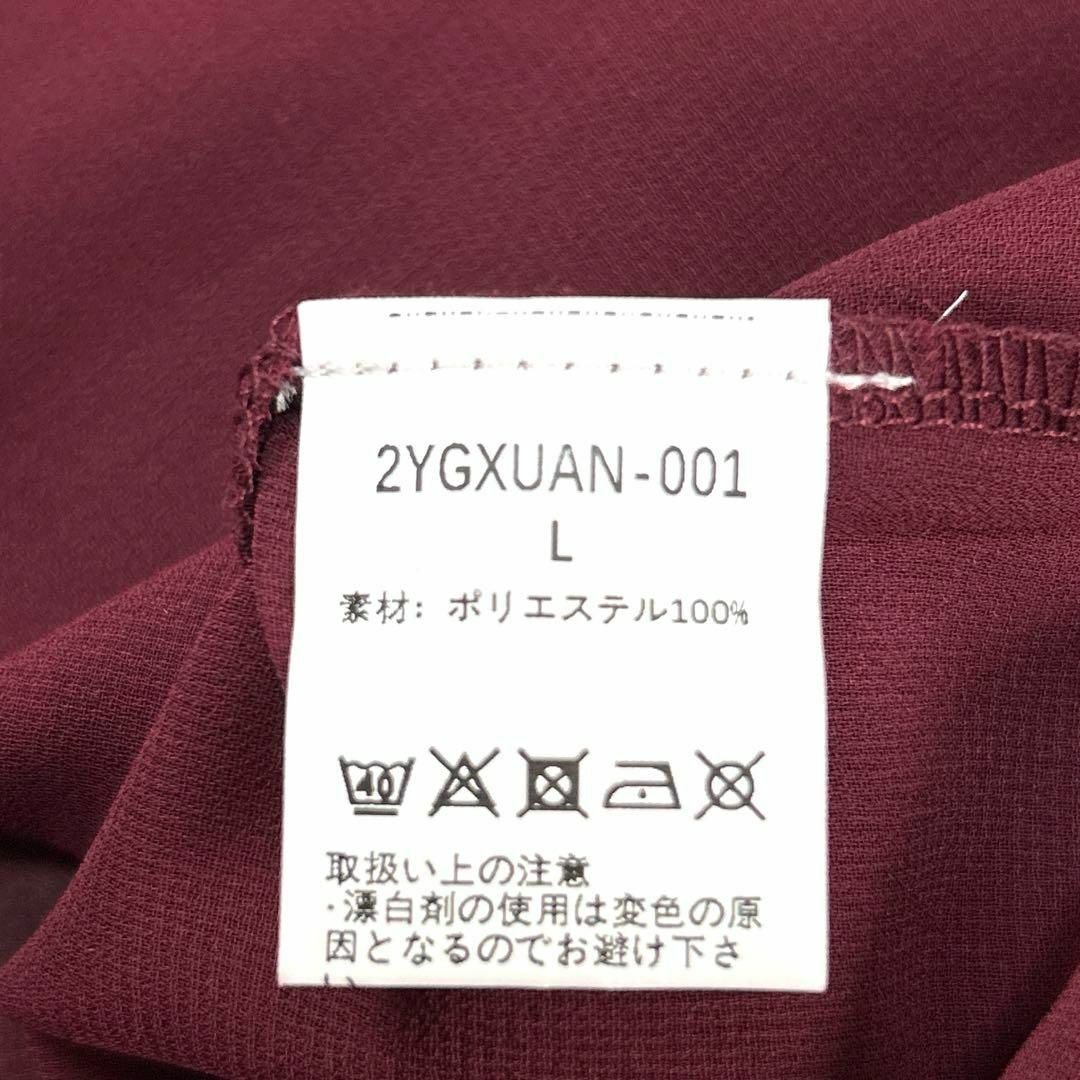 2YGXUAN-001
L
素材: ポリエステル100%
40
取扱い上の注意
·漂白剤の使用は変色の原
因となるのでお避け下さ